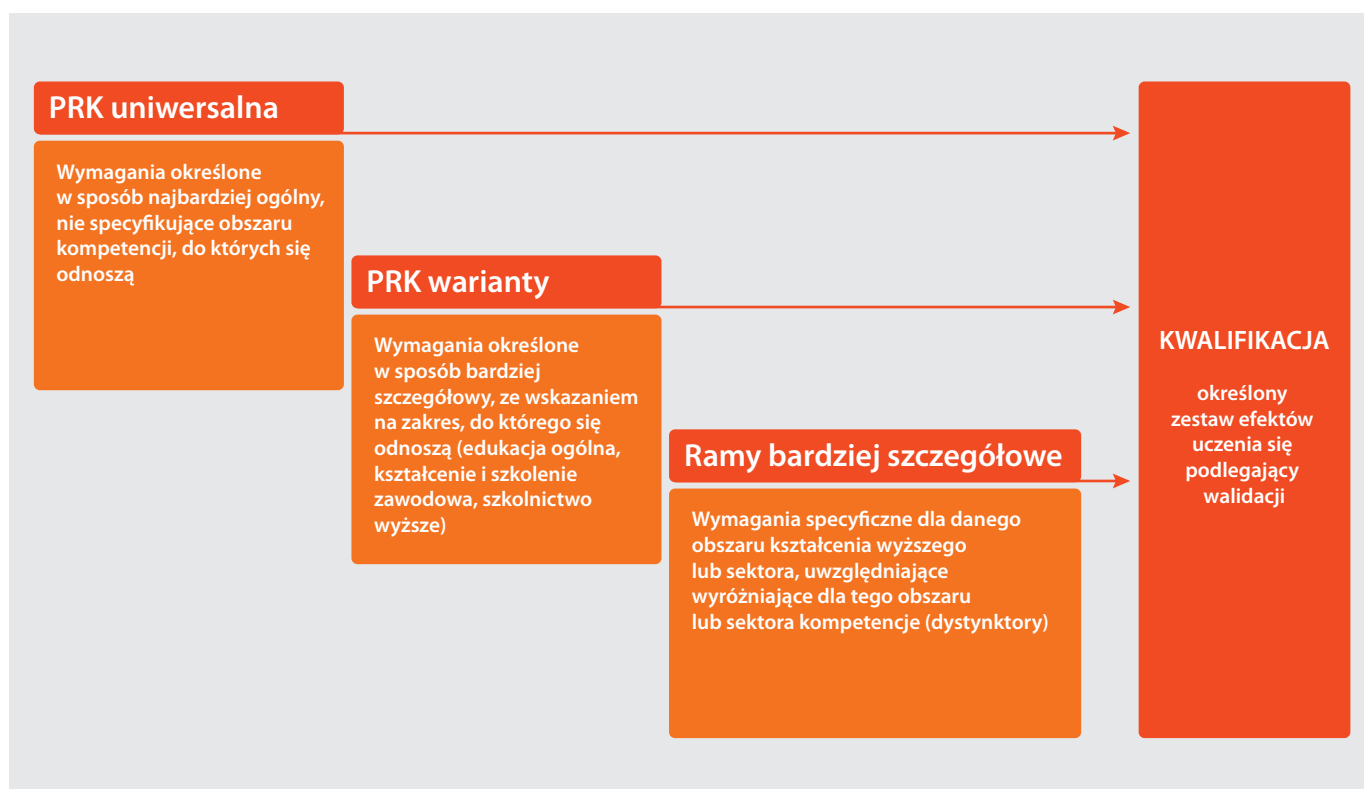 PRK uniwersalna
Wymagania określone
w sposób najbardziej ogólny,
nie specyfikujące obszaru
kompetencji, do których się
odnoszą
PRK warianty
Wymagania określone
w sposób bardziej
szczegółowy, ze wskazaniem
na zakres, do którego się
odnoszą (edukacja ogólna,
kształcenie i szkolenie
zawodowa, szkolnictwo
wyższe)
Ramy bardziej szczegółowe
Wymagania specyficzne dla danego
obszaru kształcenia wyższego
lub sektora, uwzględniające
wyróżniające dla tego obszaru
lub sektora kompetencje (dystynktory)
KWALIFIKACJA
określony
zestaw efektów
uczenia się
podlegający
walidacji